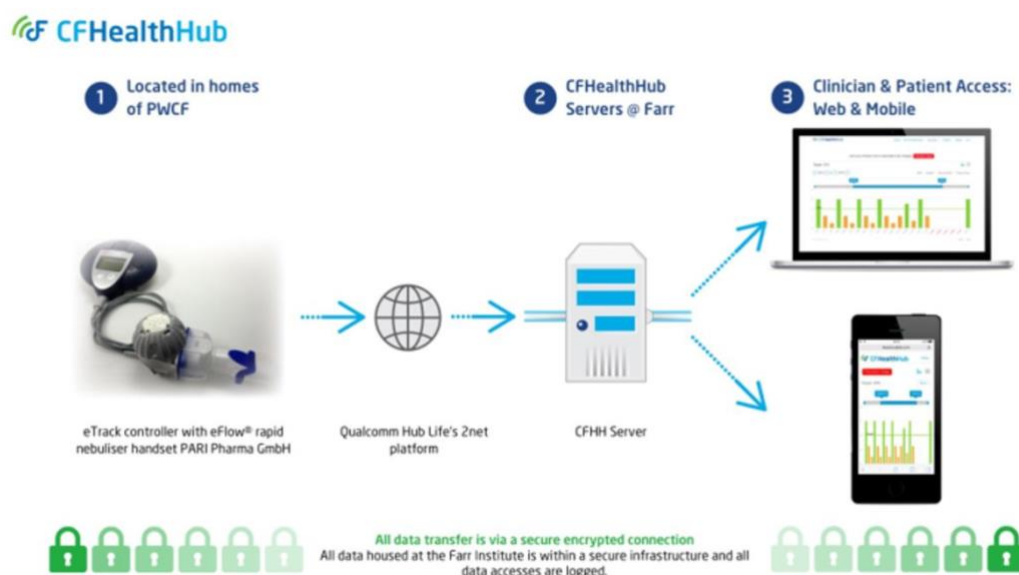 CFHealthHub
1 Located in homes
of PWCF
2 CFHealthHub
Servers @ Farr
3 Clinician & Patient Access:
Web & Mobile
eTrack controller with eFlow® rapid
nebuliser handset PARI Pharma GmbH
Qualcomm Hub Life's 2net
platform
CFHH Server
CFHealthHub
All data transfer is via a secure encrypted connection
All data housed at the Farr Institute is within a secure infrastructure and all
data accesses are logged.